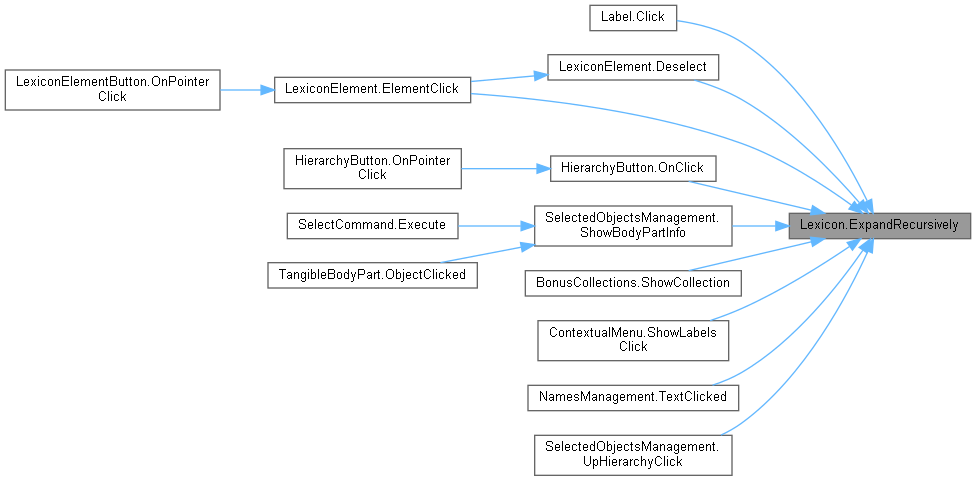 Label.Click
LexiconElement.Deselect
LexiconElementButton.OnPointer
Click
LexiconElement.ElementClick
HierarchyButton.OnPointer
Click
HierarchyButton.OnClick
SelectCommand.Execute
SelectedObjectsManagement.
ShowBodyPartInfo
Lexicon.ExpandRecursively
TangibleBodyPart.ObjectClicked
BonusCollections.ShowCollection
ContextualMenu.ShowLabels
Click
NamesManagement.TextClicked
SelectedObjectsManagement.
UpHierarchyClick